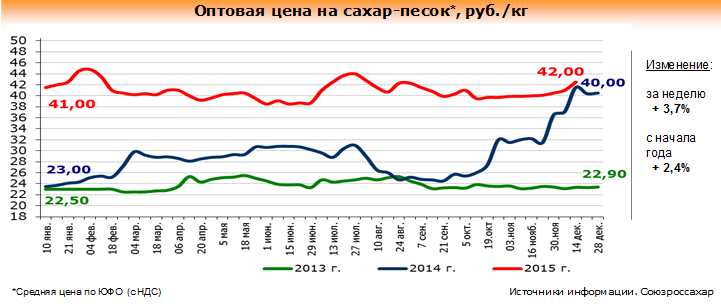 Оптовая цена на сахар-песок*, руб./кг
50
48
46
44
42
40
38
36
34
32
30
28
26
24
22
20
18
41,00
23,00
22,50
42,00
40,00
22,90
10 янв.
21 янв.
04 фев.
18 фев.
04 мар.
18 мар.
06 апр.
20 апр.
5 мая
18 мая
1 июн.
15 июн.
29 июн.
13 июл.
27 июл.
10 авг.
24 авг.
7 сен.
21 сен.
5 окт.
19 окт.
03 ноя.
16 нояб.
30 ноя.
14 дек.
28 дек.
2013 г.
2014 г.
2015 г.
Изменение:
за неделю
+ 3,7%
с начала
года
+ 2,4%
*Средняя цена по ЮФО (сНДС)
Источники информации. Союзроссахар